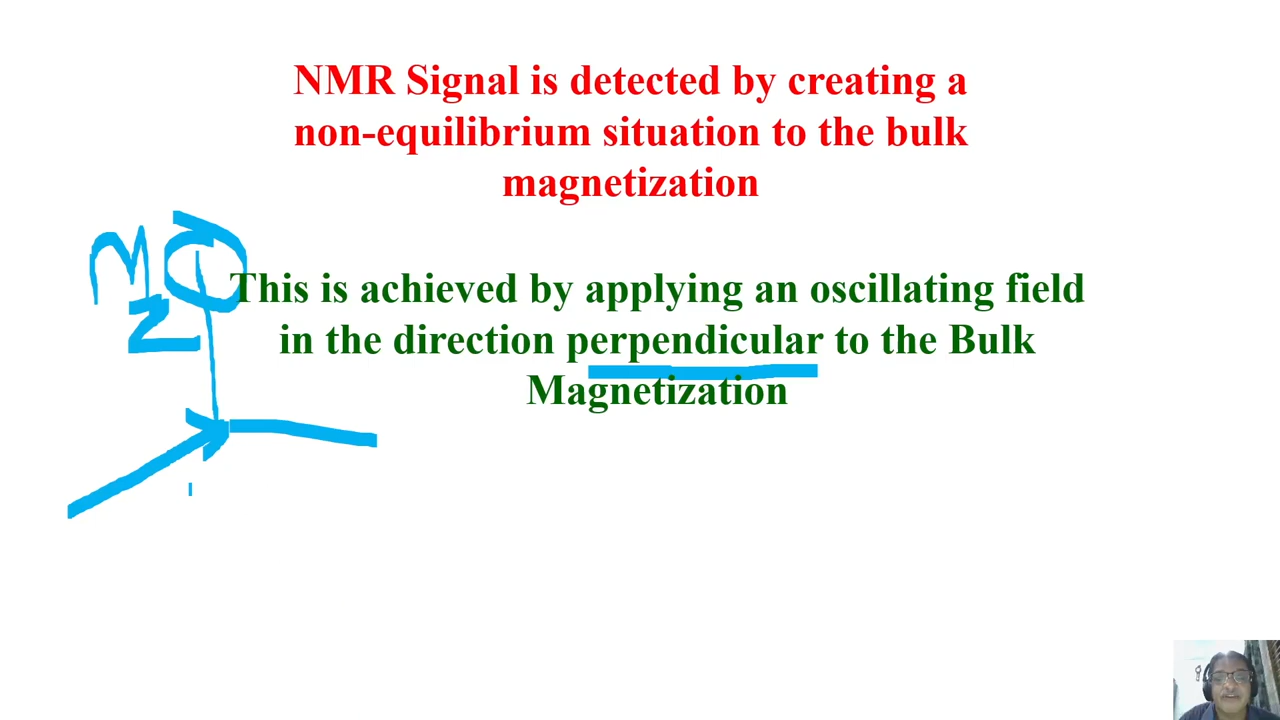 NMR Signal is detected by creating a
non-equilibrium situation to the bulk
magnetization
This is achieved by applying an oscillating field
in the direction perpendicular to the Bulk
Magnetization